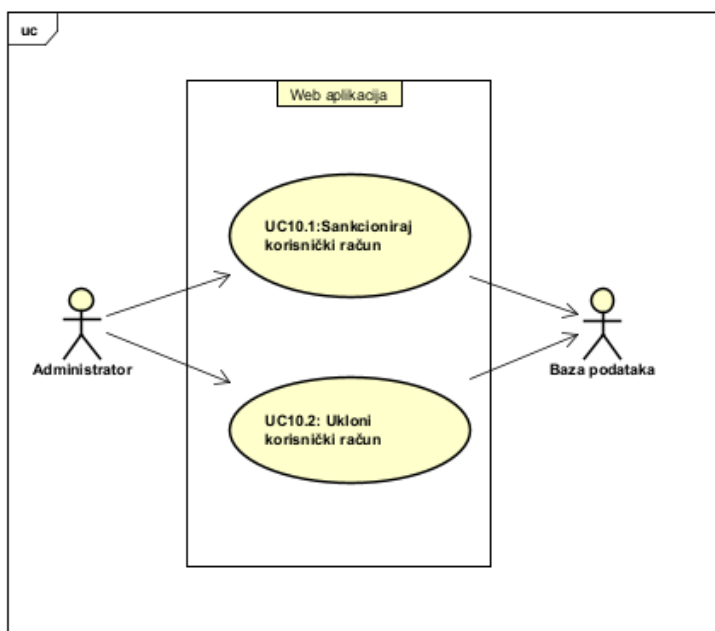 uc
Web aplikacija
UC10.1:Sankcioniraj
korisnički račun
Administrator
Baza podataka
UC10.2: Ukloni
korisnički račun